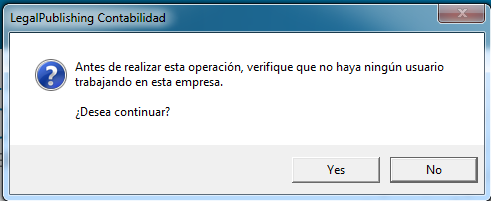 LegalPublishing Contabilidad
Antes de realizar esta operación, verifique que no haya ningún usuario
trabajando en esta empresa.
¿Desea continuar?
Yes
No